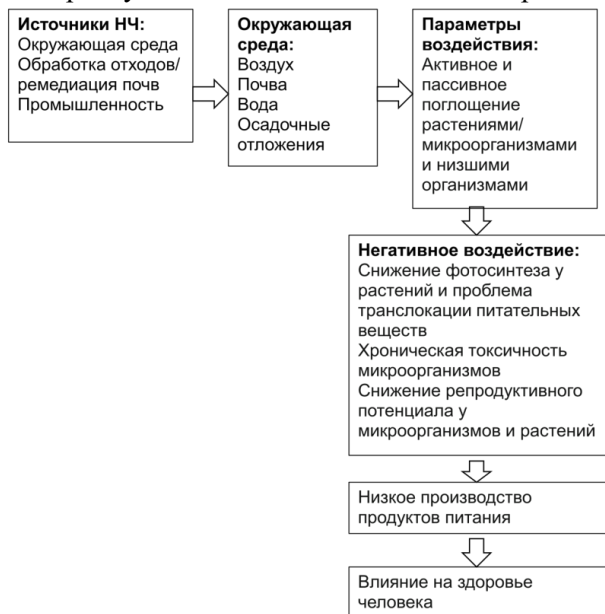 Источники НЧ:
Окружающая среда
Обработка отходов/
ремедиация почв
Промышленность
Окружающая
среда:
Воздух
Почва
Вода
Осадочные
отложения
Параметры
воздействия:
Активное и
пассивное
поглощение
растениями/
микроорганизмами
и низшими
организмами
Негативное воздействие:
Снижение фотосинтеза у
растений и проблема
транслокации питательных
веществ
Хроническая токсичность
микроорганизмов
Снижение репродуктивного
потенциала у
микроорганизмов и растений
Низкое производство
продуктов питания
Влияние на здоровье
человека